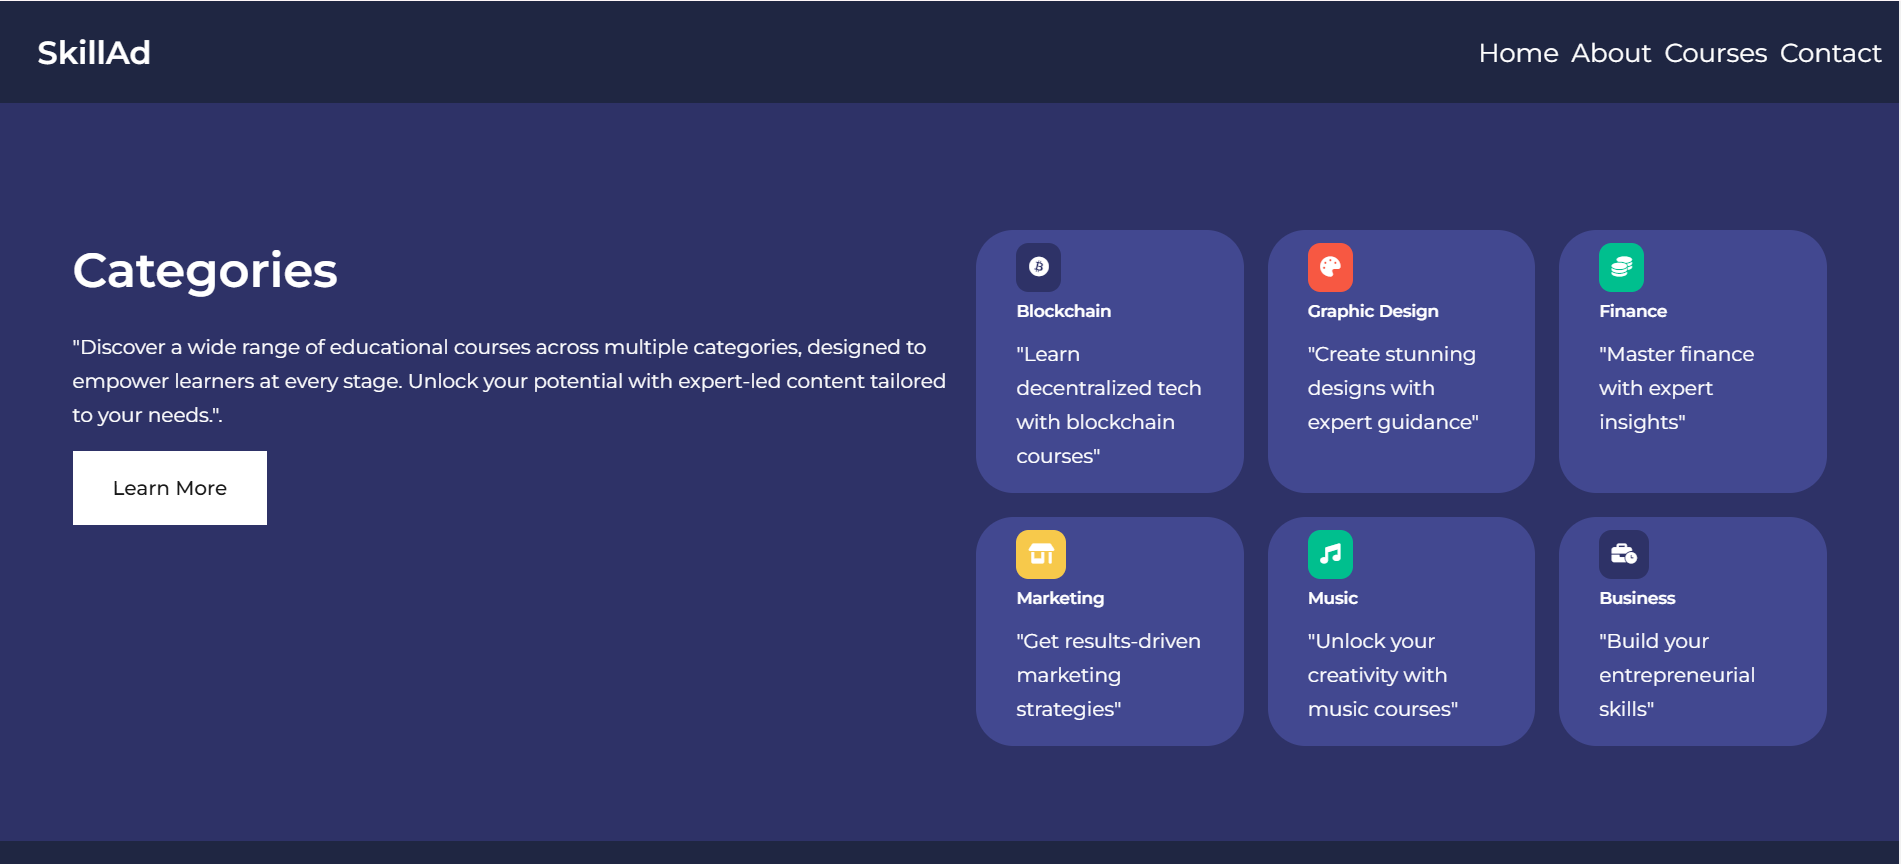 SkillAd
Home About Courses Contact
Categories
"Discover a wide range of educational courses across multiple categories, designed to
empower learners at every stage. Unlock your potential with expert-led content tailored
to your needs.".
Learn More
Blockchain
"Learn
decentralized tech
with blockchain
courses"
Graphic Design
"Create stunning
designs with
expert guidance"
Finance
"Master finance
with expert
insights"
Marketing
"Get results-driven
marketing
strategies"
Music
"Unlock your
creativity with
music courses"
Business
"Build your
entrepreneurial
skills"